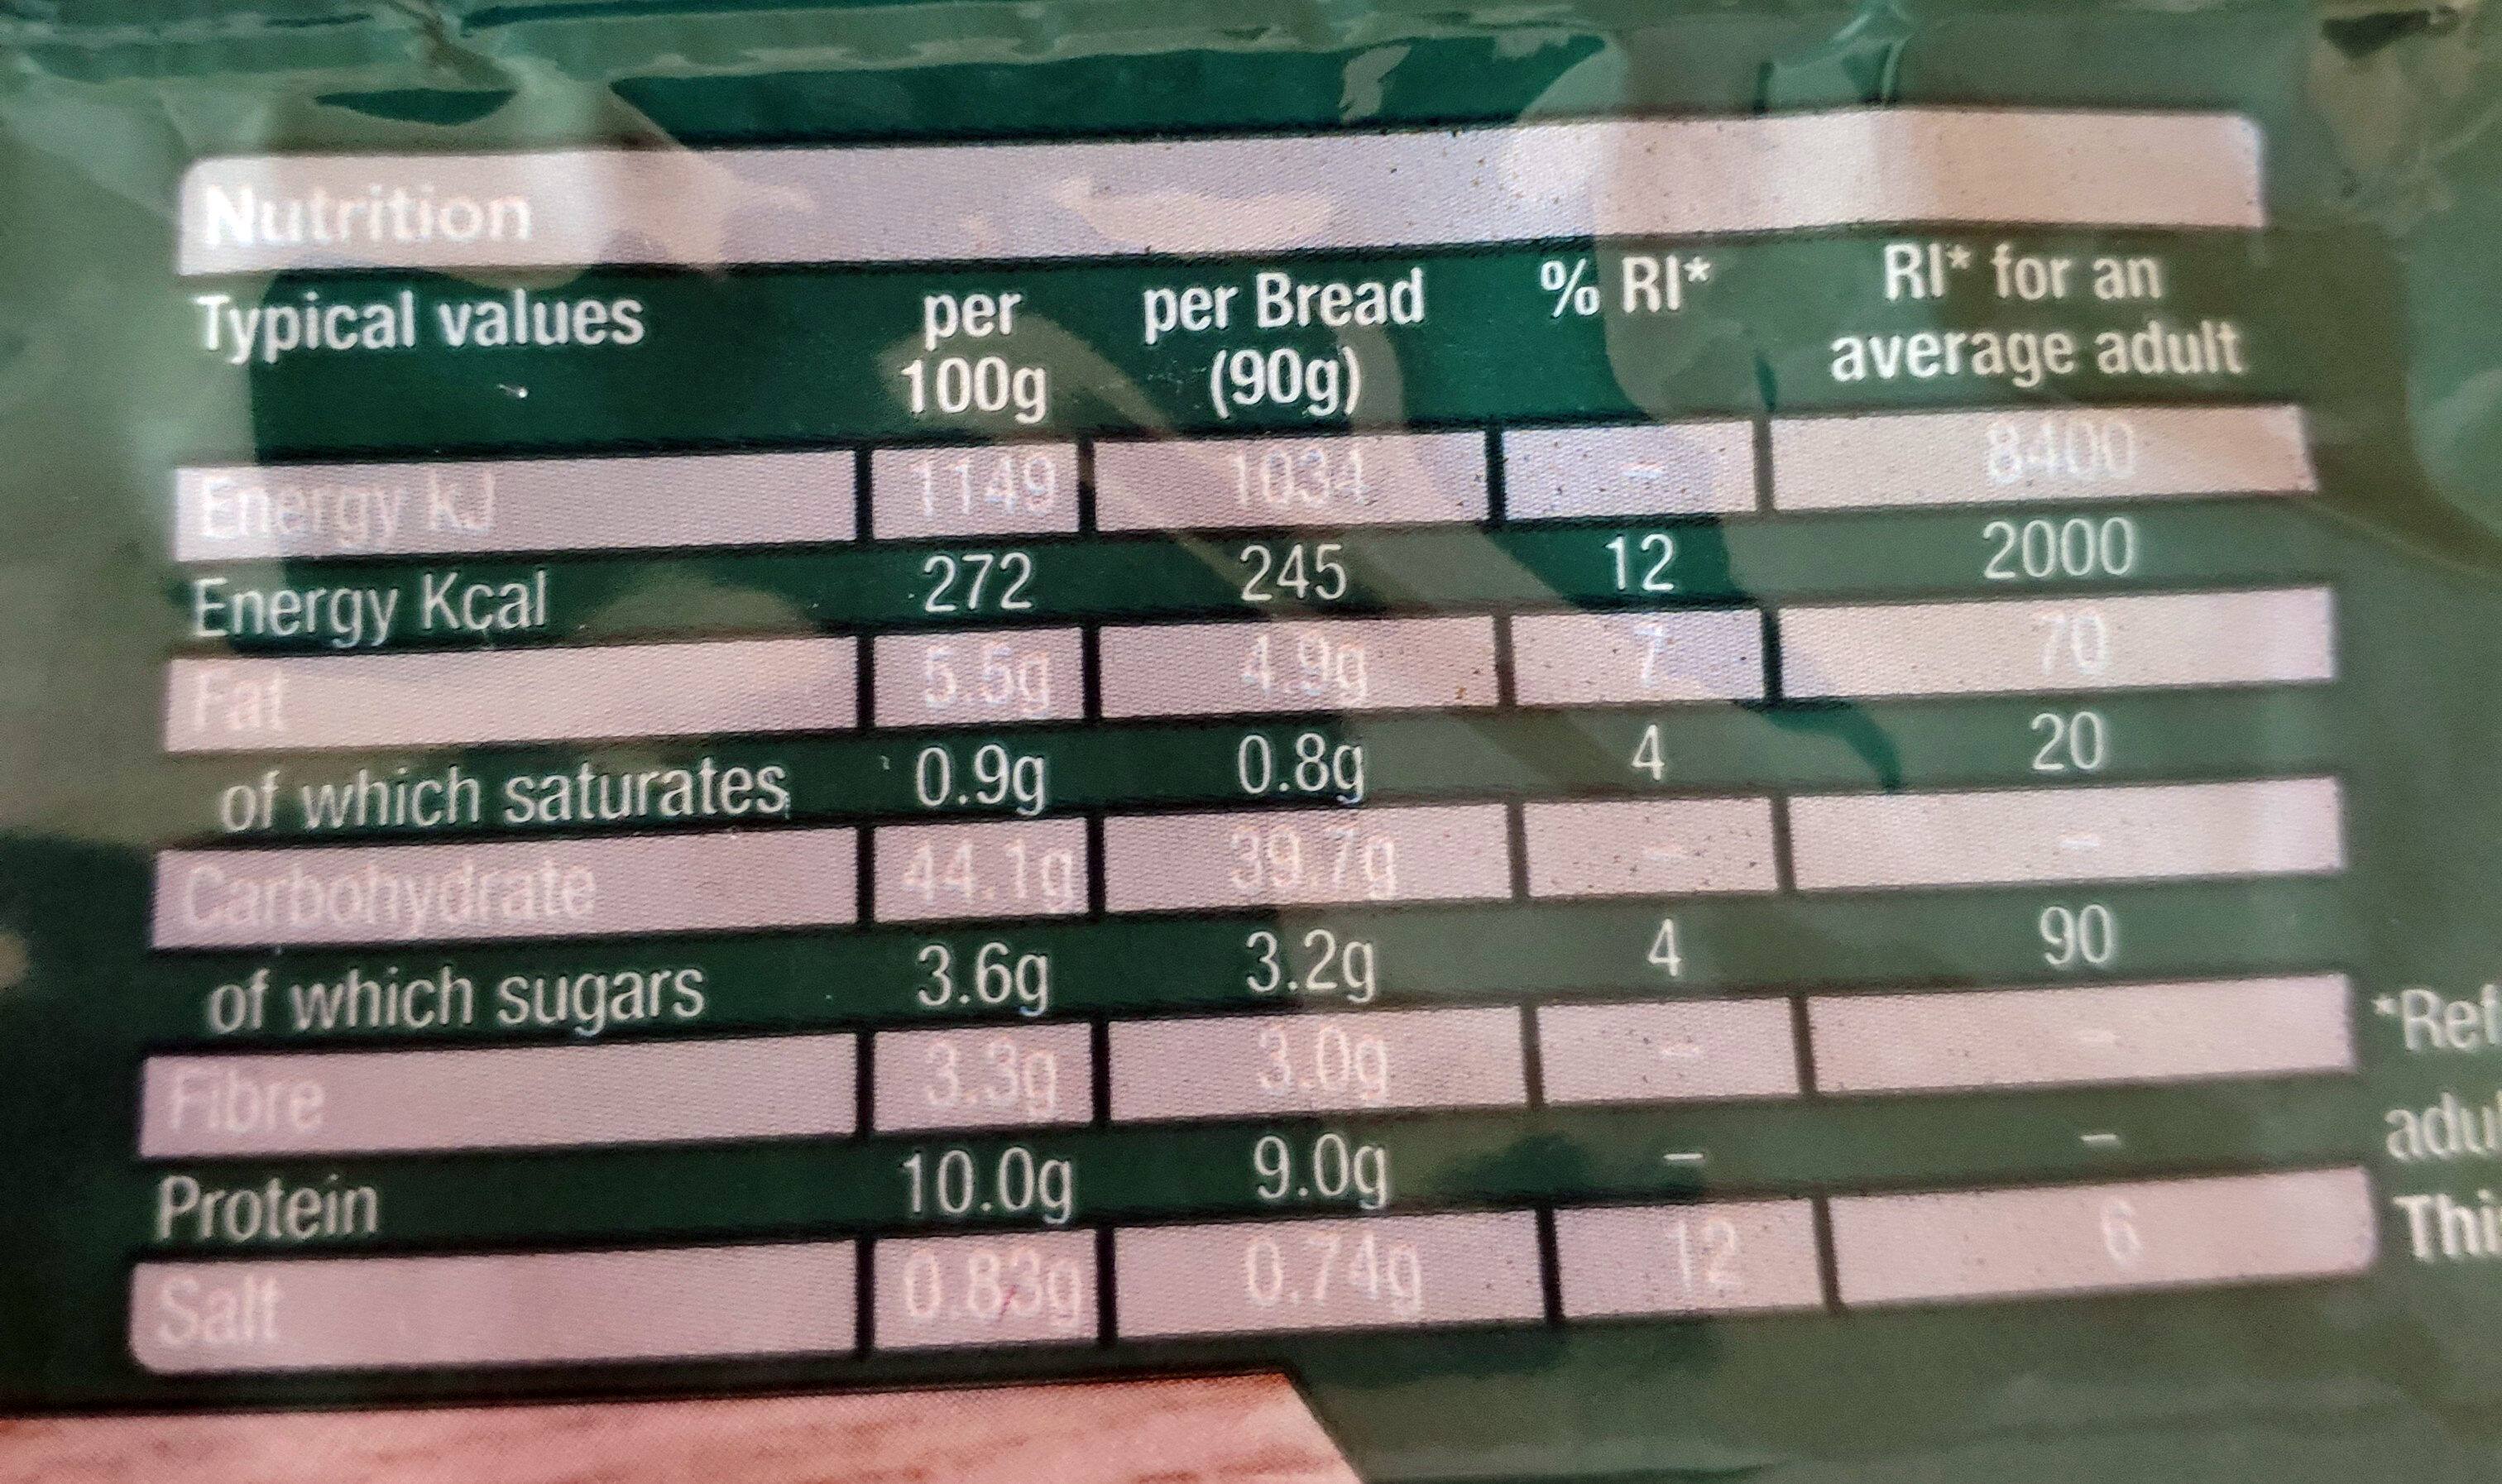 Nutrition
Typical values per 100g per Bread (90g) % RI* RI* for an average adult
Energy kJ 1149 1034 – 8400
Energy Kcal 272 245 12 2000
Fat 5.5g 4.9g 7 70
of which saturates 0.9g 0.8g 4 20
Carbohydrate 44.1g 39.7g – –
of which sugars 3.6g 3.2g 4 90
Fibre 3.3g 3.0g – –
Protein 10.0g 9.0g – –
Salt 0.83g 0.74g 12 6